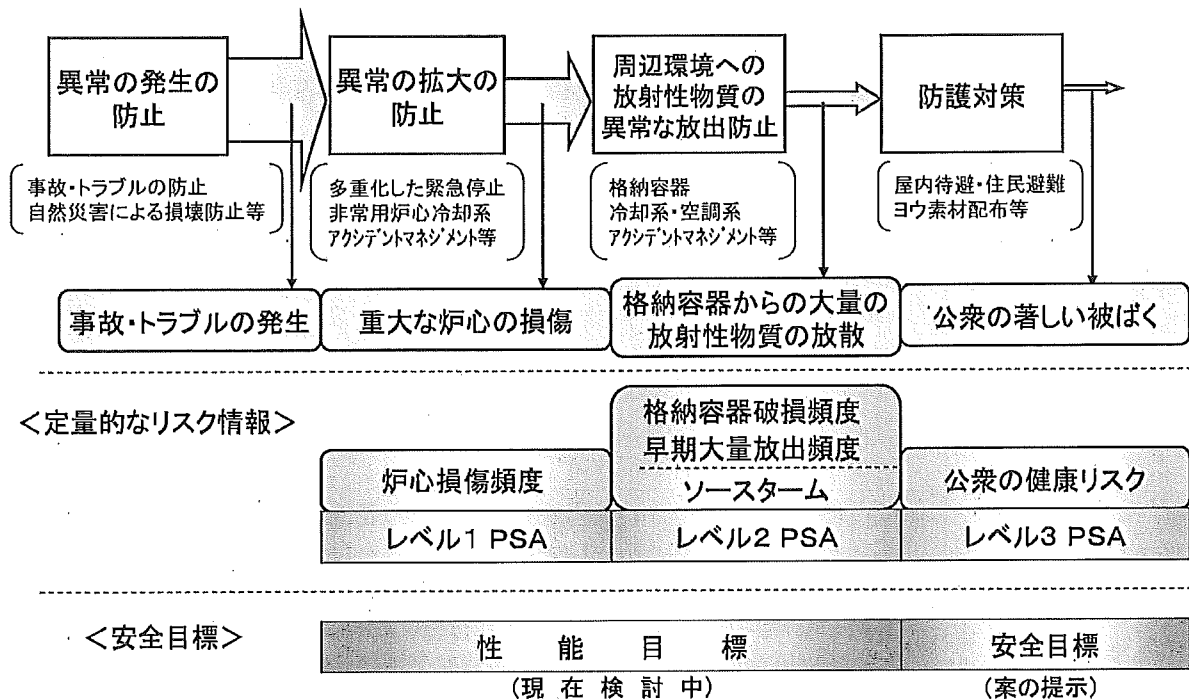 異常の発生の
防止
異常の拡大の
防止
周辺環境への
放射性物質の
異常な放出防止
防護対策
事故・トラブルの防止
自然災害による損壊防止等
多重化した緊急停止
非常用炉心冷却系
アクシデントマネジメント等
格納容器
冷却系・空調系
アクシデントマネジメント等
屋内待避・住民避難
ヨウ素材配布等
事故・トラブルの発生
重大な炉心の損傷
格納容器からの大量の
放射性物質の放散
公衆の著しい被ばく
＜定量的なリスク情報＞
炉心損傷頻度
格納容器破損頻度
早期大量放出頻度
ソースターム
公衆の健康リスク
レベル1 PSA
レベル2 PSA
レベル3 PSA
＜安全目標＞
性能目標
安全目標
(現在検討中)
(案の提示)